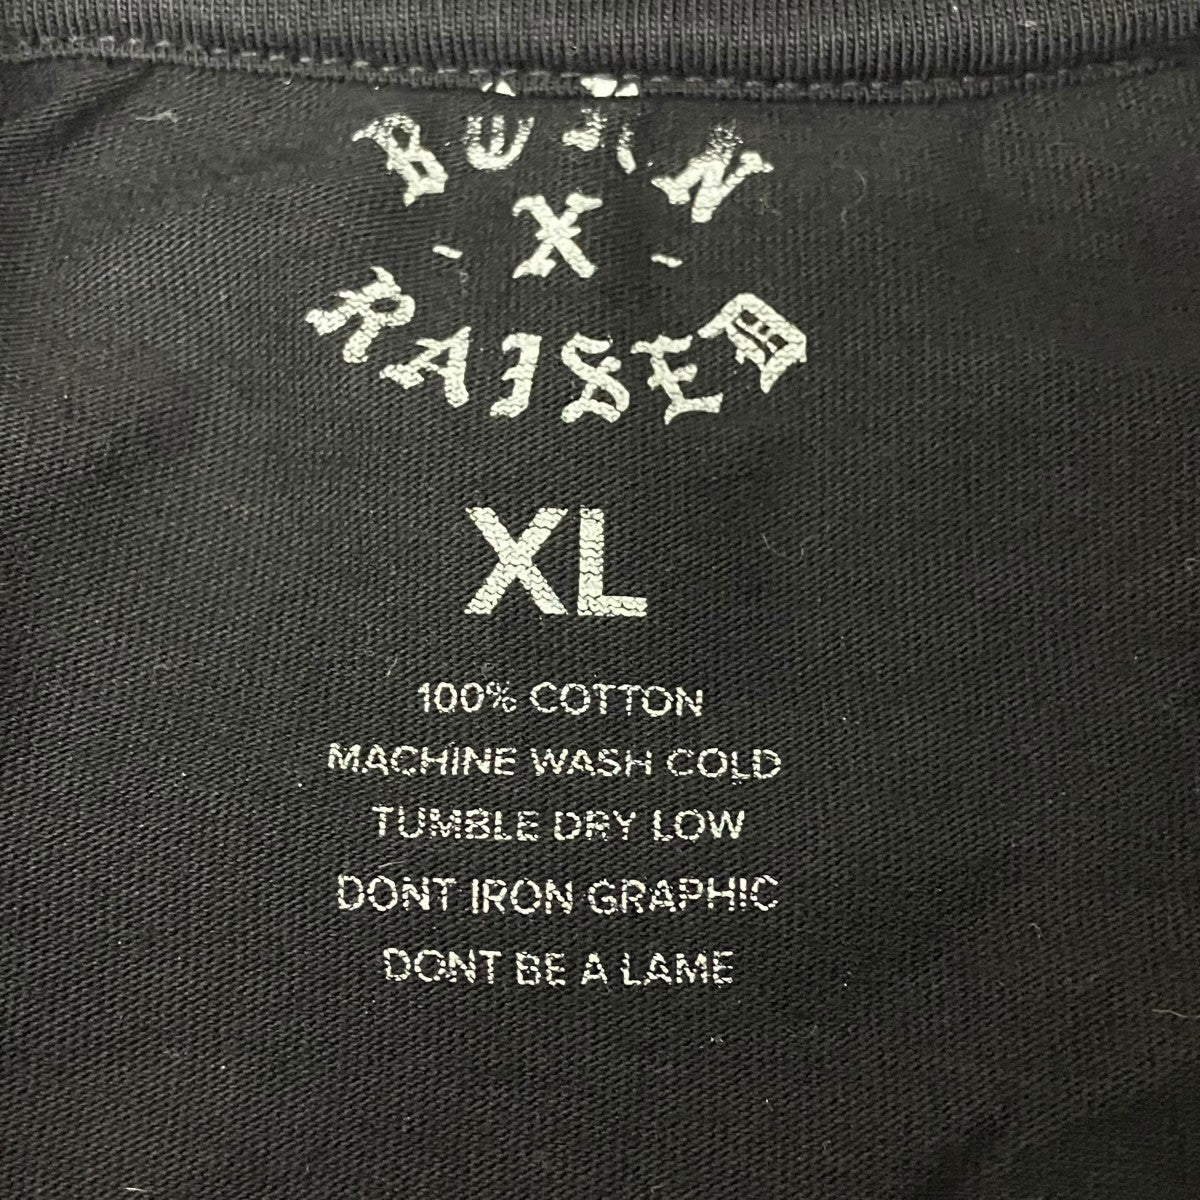 BORN
- X -
RAISED
XL
100% COTTON
MACHINE WASH COLD
TUMBLE DRY LOW
DONT IRON GRAPHIC
DONT BE A LAME